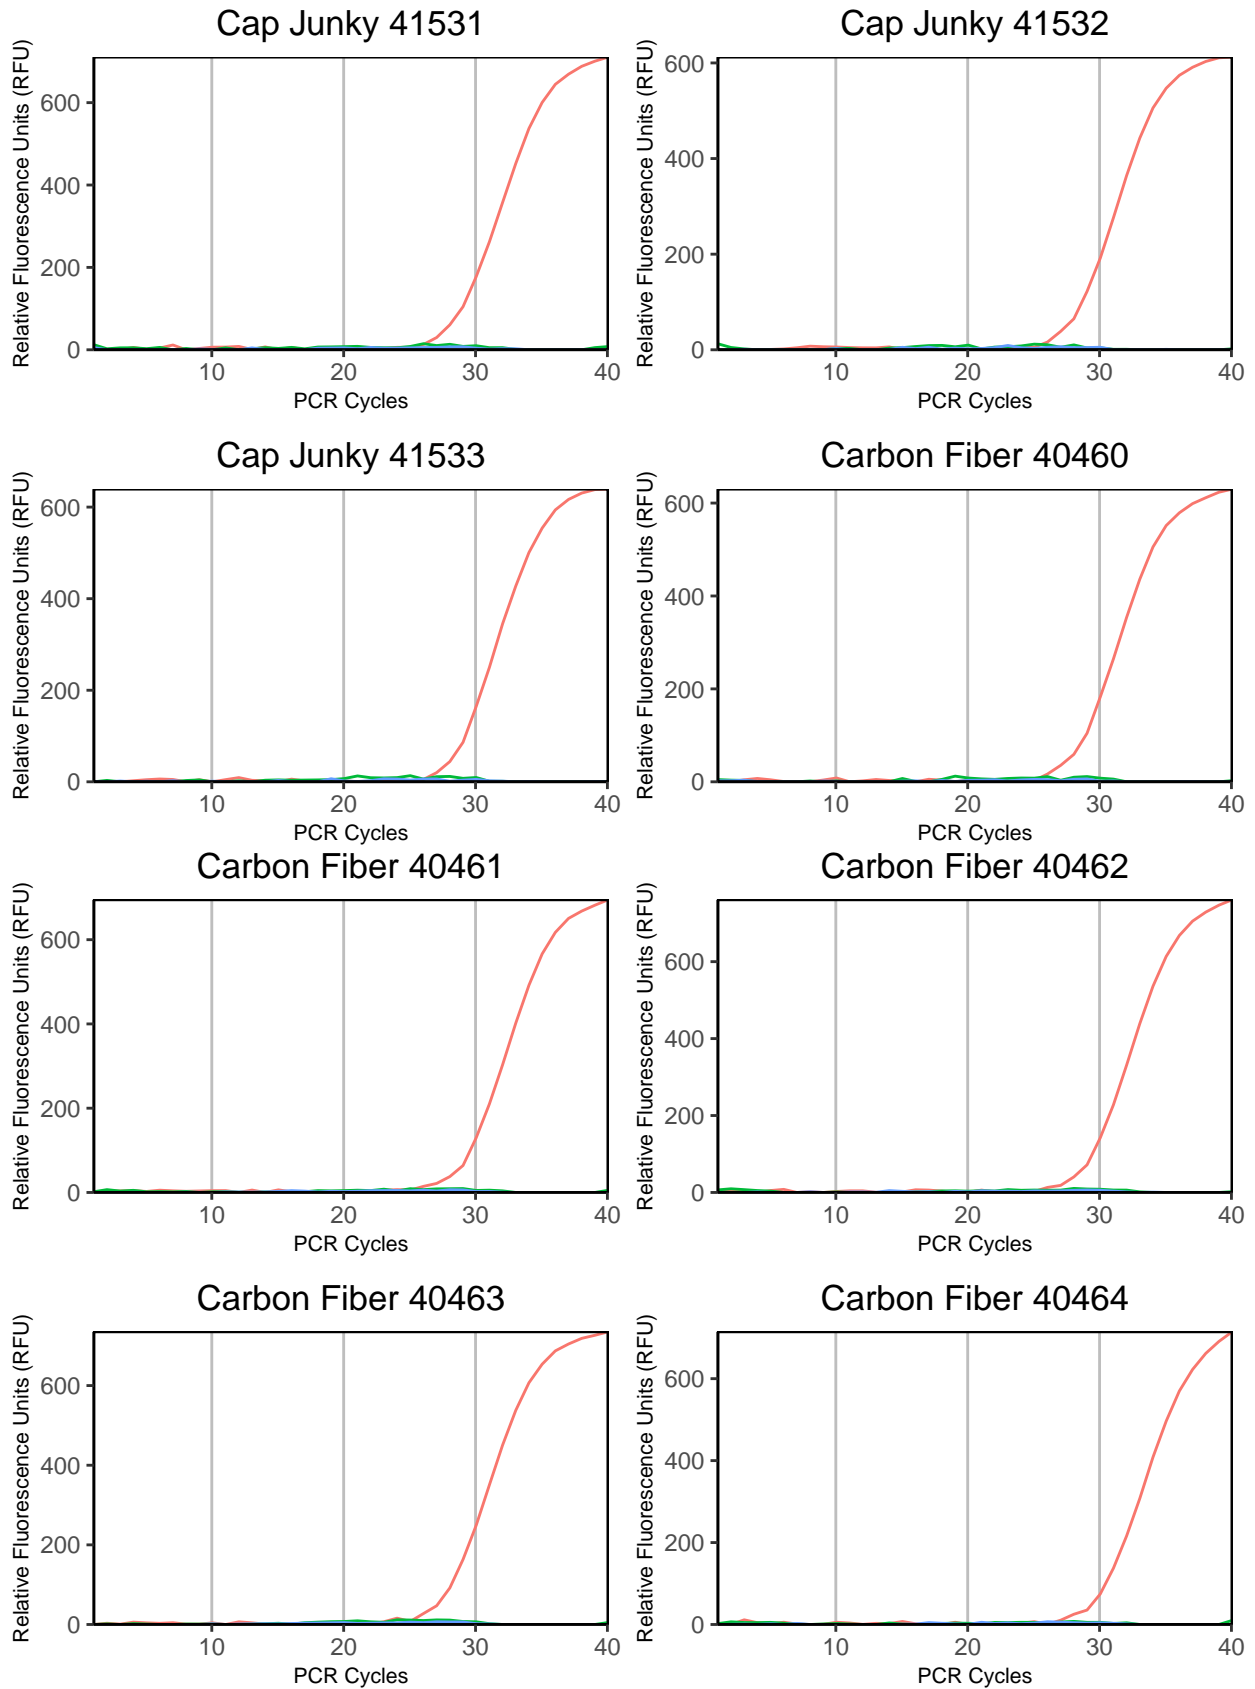 Cap Junky 41531
Relative Fluorescence Units (RFU)
600
400
200
0
10
20
30
40
PCR Cycles
Cap Junky 41532
Relative Fluorescence Units (RFU)
600
400
200
0
10
20
30
40
PCR Cycles
Cap Junky 41533
Relative Fluorescence Units (RFU)
600
400
200
0
10
20
30
40
PCR Cycles
Carbon Fiber 40460
Relative Fluorescence Units (RFU)
600
400
200
0
10
20
30
40
PCR Cycles
Carbon Fiber 40461
Relative Fluorescence Units (RFU)
600
400
200
0
10
20
30
40
PCR Cycles
Carbon Fiber 40462
Relative Fluorescence Units (RFU)
600
400
200
0
10
20
30
40
PCR Cycles
Carbon Fiber 40463
Relative Fluorescence Units (RFU)
600
400
200
0
10
20
30
40
PCR Cycles
Carbon Fiber 40464
Relative Fluorescence Units (RFU)
600
400
200
0
10
20
30
40
PCR Cycles